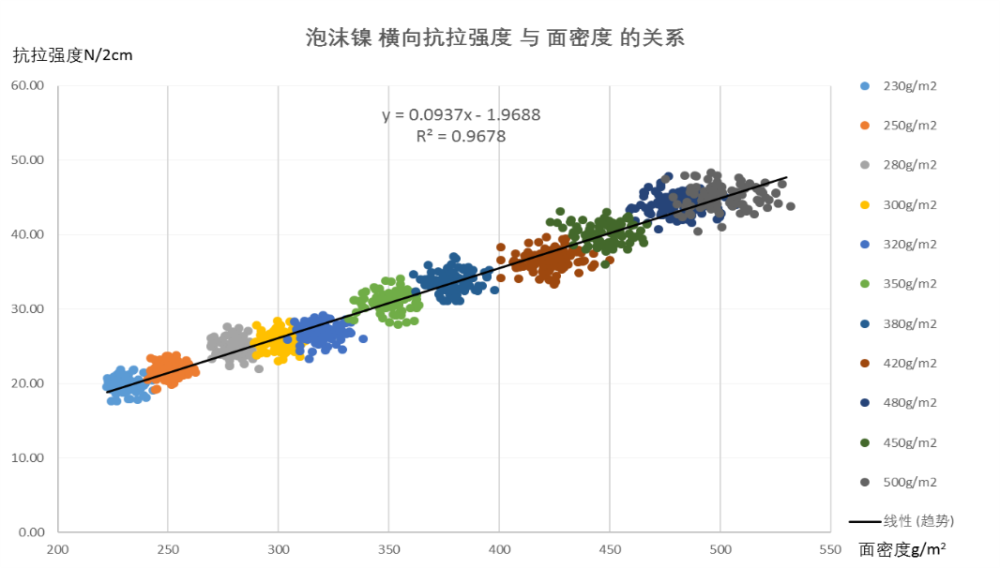 泡沫镍 横向抗拉强度 与 面密度 的关系
抗拉强度N/2cm
60.00
50.00
40.00
30.00
20.00
10.00
0.00
y = 0.0937x - 1.9688
R² = 0.9678
200 250 300 350 400 450 500 550
面密度g/m²
230g/m2
250g/m2
280g/m2
300g/m2
320g/m2
350g/m2
380g/m2
420g/m2
480g/m2
450g/m2
500g/m2
线性 (趋势)